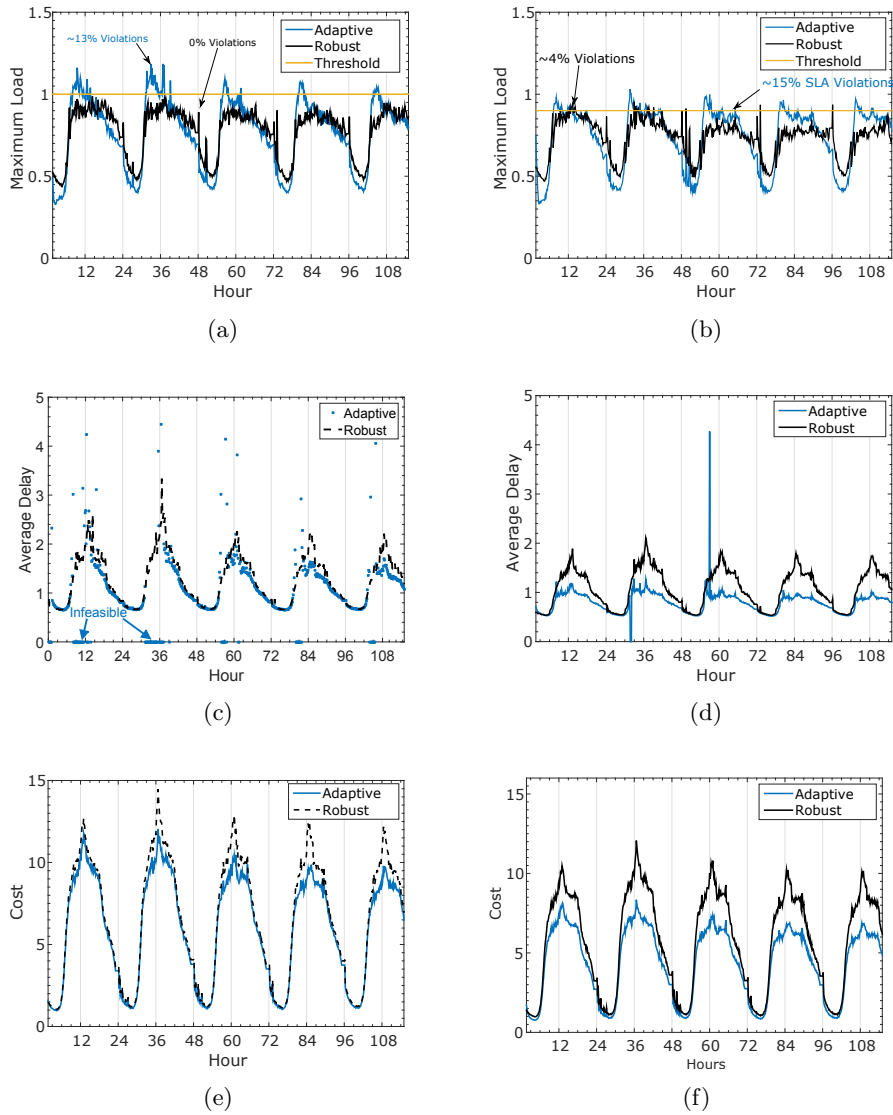 1.5
1
0.5
0
Maximum Load
~13% Violations
0% Violations
Adaptive
Robust
Threshold
12 24 36 48 60 72 84 96 108
Hour
(a)
1.5
1
0.5
0
Maximum Load
~4% Violations
~15% SLA Violations
Adaptive
Robust
Threshold
12 24 36 48 60 72 84 96 108
Hour
(b)
5
4
3
2
1
0
Average Delay
Adaptive
Robust
Infeasible
0 12 24 36 48 60 72 84 96 108
Hour
(c)
5
4
3
2
1
0
Average Delay
Adaptive
Robust
12 24 36 48 60 72 84 96 108
Hour
(d)
15
10
5
0
Cost
Adaptive
Robust
12 24 36 48 60 72 84 96 108
Hour
(e)
15
10
5
0
Cost
Adaptive
Robust
12 24 36 48 60 72 84 96 108
Hours
(f)